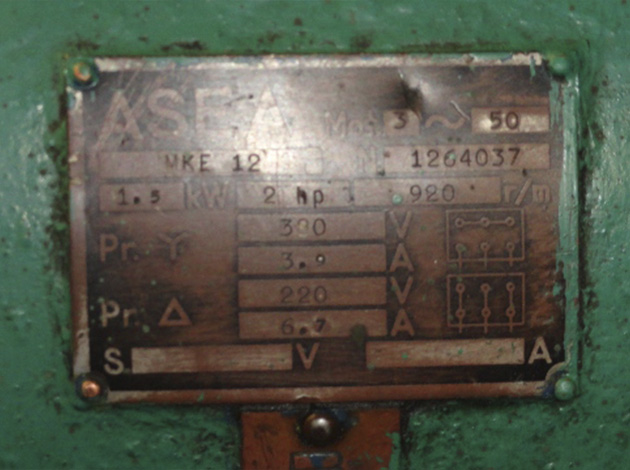 ASEA Mot. 3 ~ 50
MKE 12 N 1264037
1.5 kW 2 hp 920 r/m
Pr. Y 380 V
3.9 A
220 V
Pr. Δ 6.7 A
S V A